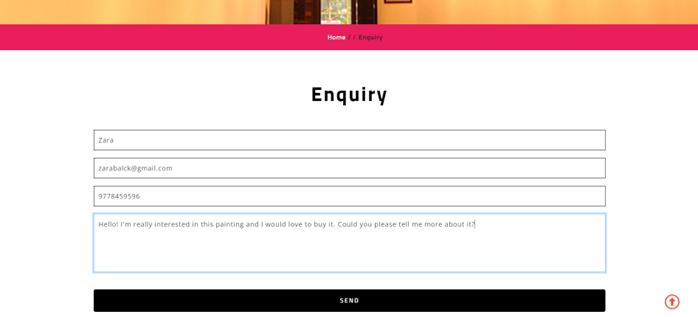 Home / / Enquiry
Enquiry
Zara
zarabalck@gmail.com
9778459596
Hello! I'm really interested in this painting and I would love to buy it. Could you please tell me more about it?
SEND